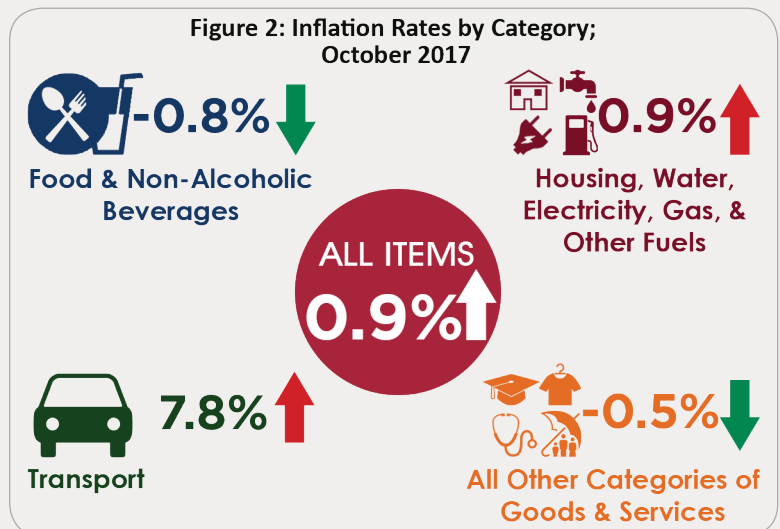 Figure 2: Inflation Rates by Category;
October 2017
-0.8%
Food & Non-Alcoholic
Beverages
0.9%
Housing, Water,
Electricity, Gas, &
Other Fuels
ALL ITEMS
0.9%
7.8%
Transport
-0.5%
All Other Categories of
Goods & Services